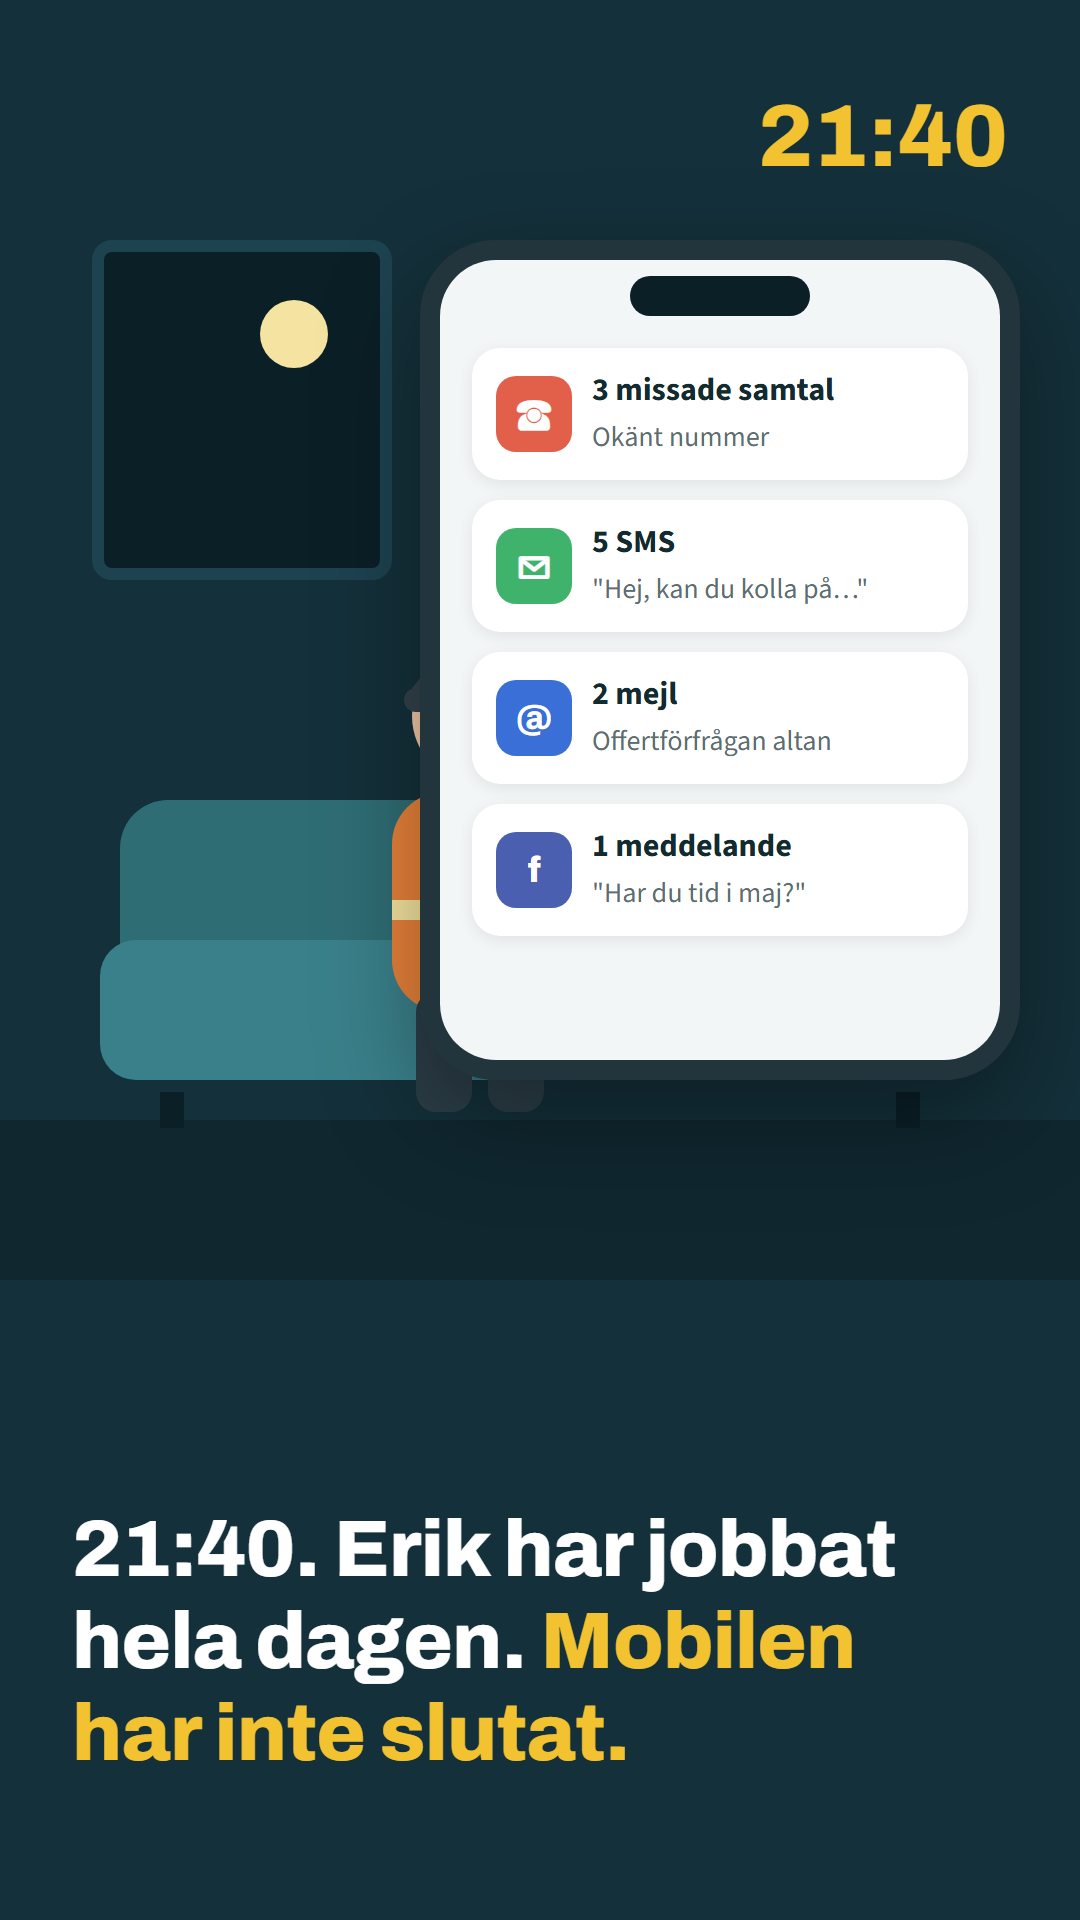 21:40
3 missade samtal
Okänt nummer
5 SMS
"Hej, kan du kolla på…"
@
2 mejl
Offertförfrågan altan
f
1 meddelande
"Har du tid i maj?"
21:40. Erik har jobbat
hela dagen. Mobilen
har inte slutat.